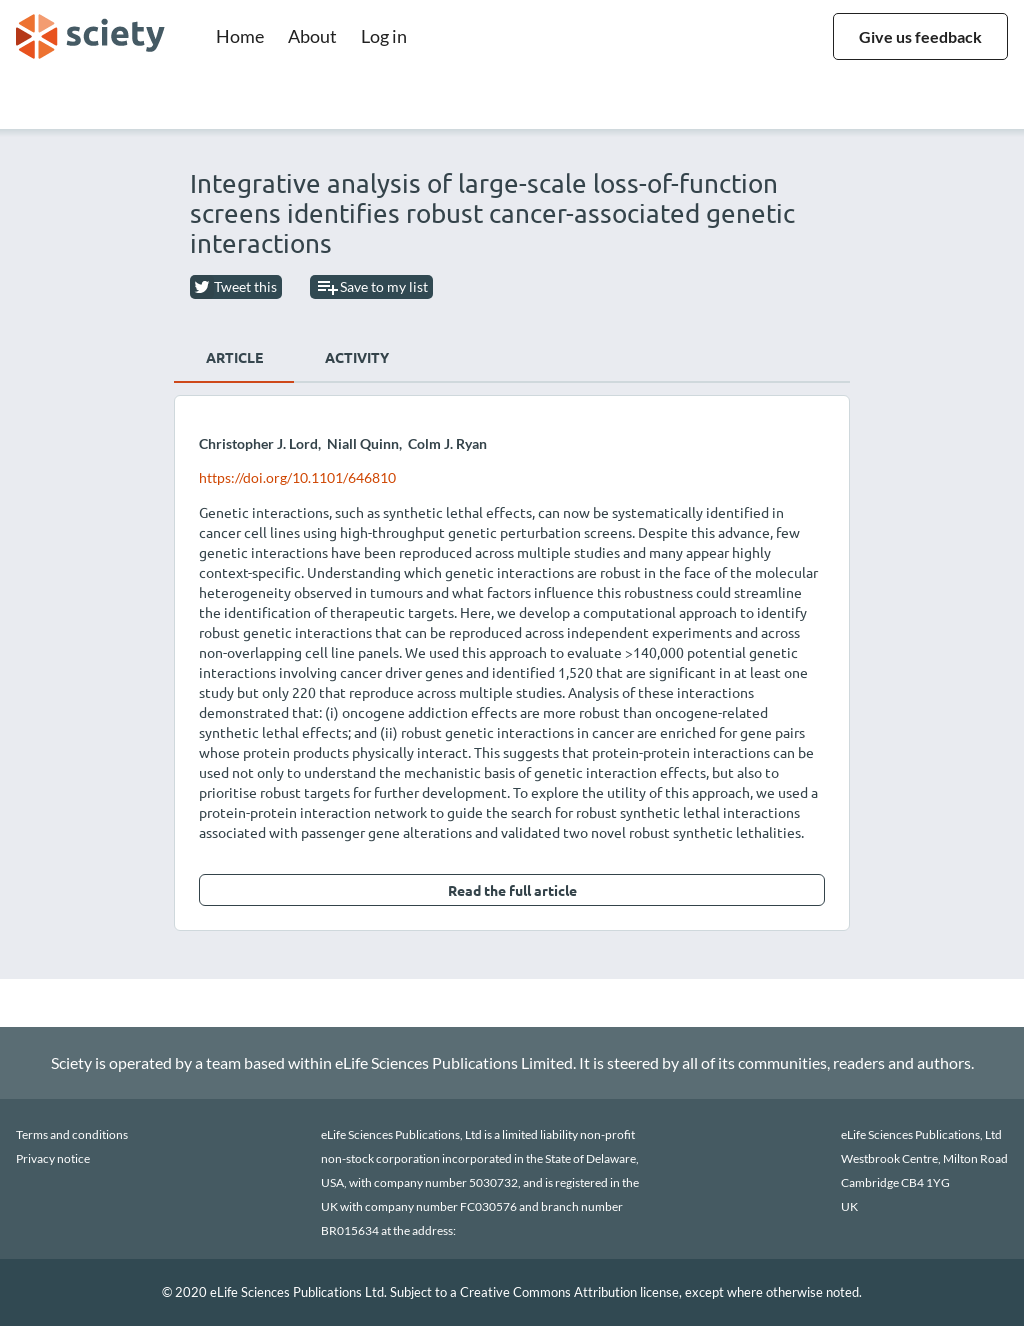 sciety
Home
About
Log in
Give us feedback
Integrative analysis of large-scale loss-of-function
screens identifies robust cancer-associated genetic
interactions
Tweet this
Save to my list
ARTICLE
ACTIVITY
Christopher J. Lord, Niall Quinn, Colm J. Ryan
https://doi.org/10.1101/646810
Genetic interactions, such as synthetic lethal effects, can now be systematically identified in
cancer cell lines using high-throughput genetic perturbation screens. Despite this advance, few
genetic interactions have been reproduced across multiple studies and many appear highly
context-specific. Understanding which genetic interactions are robust in the face of the molecular
heterogeneity observed in tumours and what factors influence this robustness could streamline
the identification of therapeutic targets. Here, we develop a computational approach to identify
robust genetic interactions that can be reproduced across independent experiments and across
non-overlapping cell line panels. We used this approach to evaluate >140,000 potential genetic
interactions involving cancer driver genes and identified 1,520 that are significant in at least one
study but only 220 that reproduce across multiple studies. Analysis of these interactions
demonstrated that: (i) oncogene addiction effects are more robust than oncogene-related
synthetic lethal effects; and (ii) robust genetic interactions in cancer are enriched for gene pairs
whose protein products physically interact. This suggests that protein-protein interactions can be
used not only to understand the mechanistic basis of genetic interaction effects, but also to
prioritise robust targets for further development. To explore the utility of this approach, we used a
protein-protein interaction network to guide the search for robust synthetic lethal interactions
associated with passenger gene alterations and validated two novel robust synthetic lethalities.
Read the full article
Sciety is operated by a team based within eLife Sciences Publications Limited. It is steered by all of its communities, readers and authors.
Terms and conditions
Privacy notice
eLife Sciences Publications, Ltd is a limited liability non-profit
non-stock corporation incorporated in the State of Delaware,
USA, with company number 5030732, and is registered in the
UK with company number FC030576 and branch number
BR015634 at the address:
eLife Sciences Publications, Ltd
Westbrook Centre, Milton Road
Cambridge CB4 1YG
UK
© 2020 eLife Sciences Publications Ltd. Subject to a Creative Commons Attribution license, except where otherwise noted.